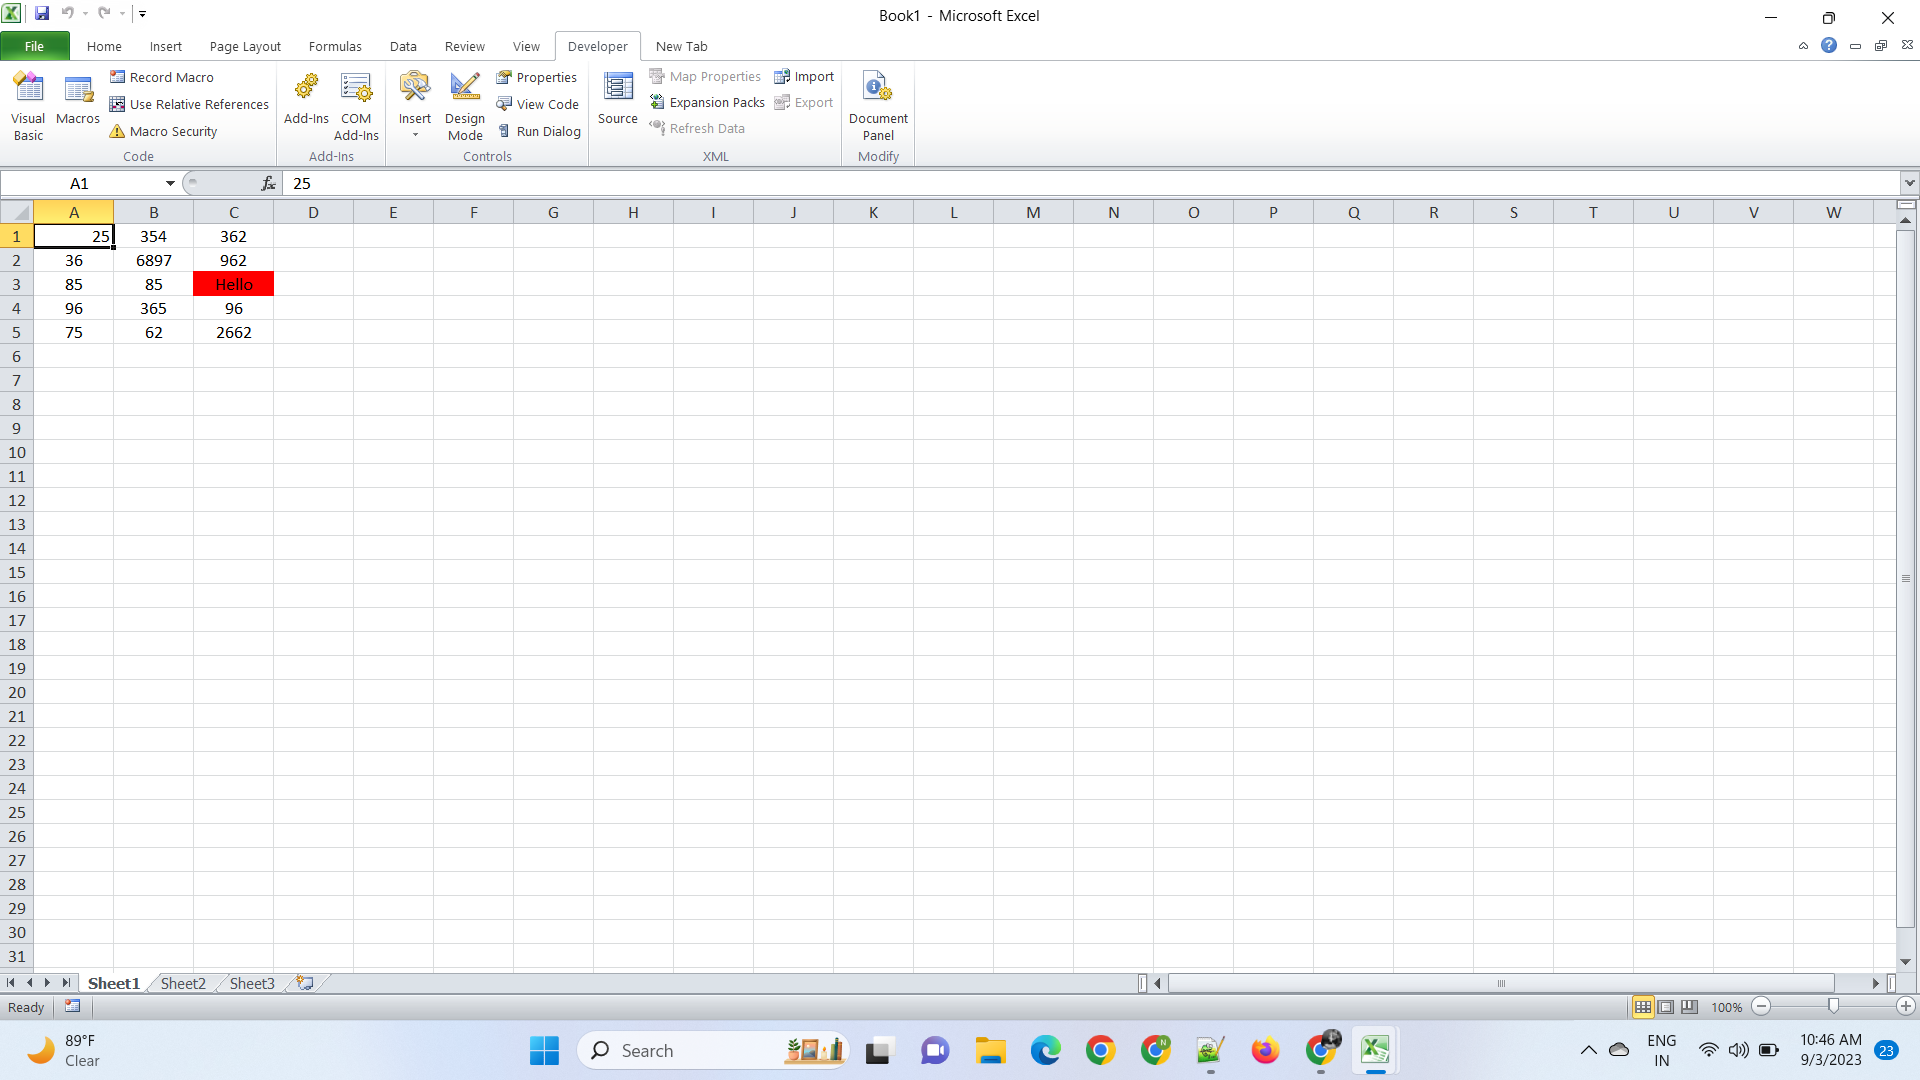 Book1 - Microsoft Excel
File Home Insert Page Layout Formulas Data Review View Developer New Tab
Visual Basic
Macros
Record Macro
Use Relative References
Macro Security
Code
Add-Ins
COM Add-Ins
Add-Ins
Insert
Design Mode
Properties
View Code
Run Dialog
Controls
Source
Map Properties
Expansion Packs
Refresh Data
Import
Export
XML
Document Panel
Modify
A1 fx 25
A B C D E F G H I J K L M N O P Q R S T U V W
1 25 354 362
2 36 6897 962
3 85 85 Hello
4 96 365 96
5 75 62 2662
6
7
8
9
10
11
12
13
14
15
16
17
18
19
20
21
22
23
24
25
26
27
28
29
30
31
Sheet1 Sheet2 Sheet3
Ready 100%
89°F
Clear
Search
N
ENG
IN
10:46 AM
9/3/2023
23